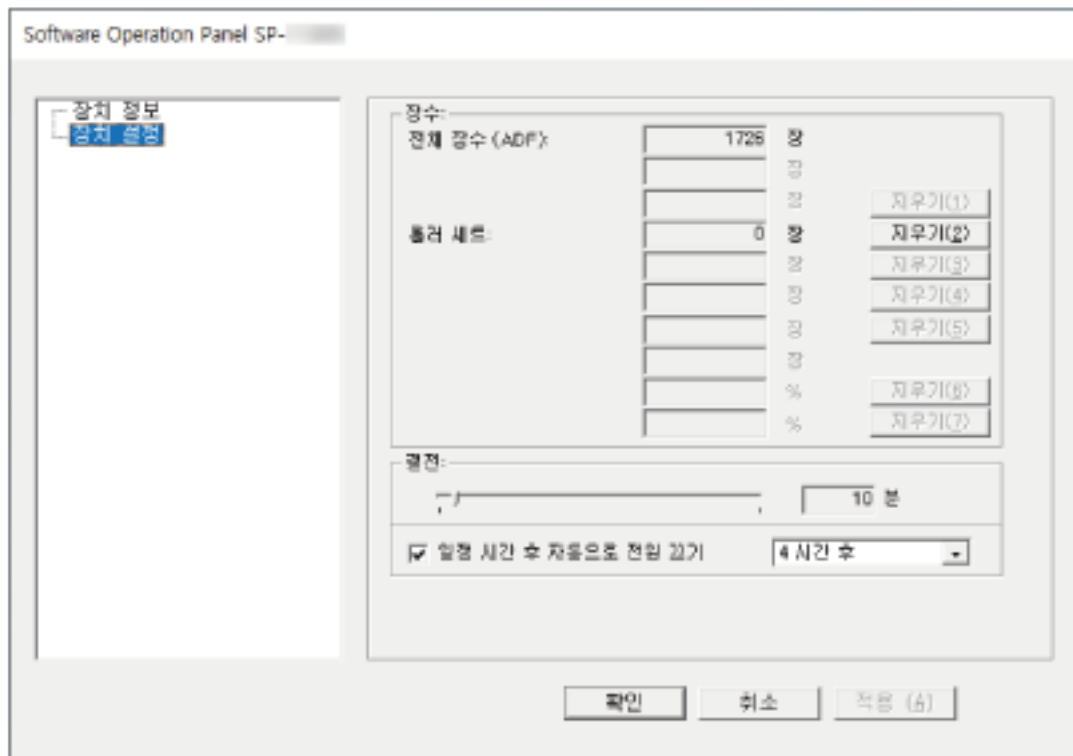 Software Operation Panel SP-
장치 정보
장치 설정
장수:
전체 장수 (ADF): 1726 장
장
장 지우기(1)
롤러 세트: 0 장 지우기(2)
장 지우기(3)
장 지우기(4)
장 지우기(5)
장
% 지우기(6)
% 지우기(7)
절전:
10 분
일정 시간 후 자동으로 전원 끄기 4 시간 후
확인 취소 적용 (A)